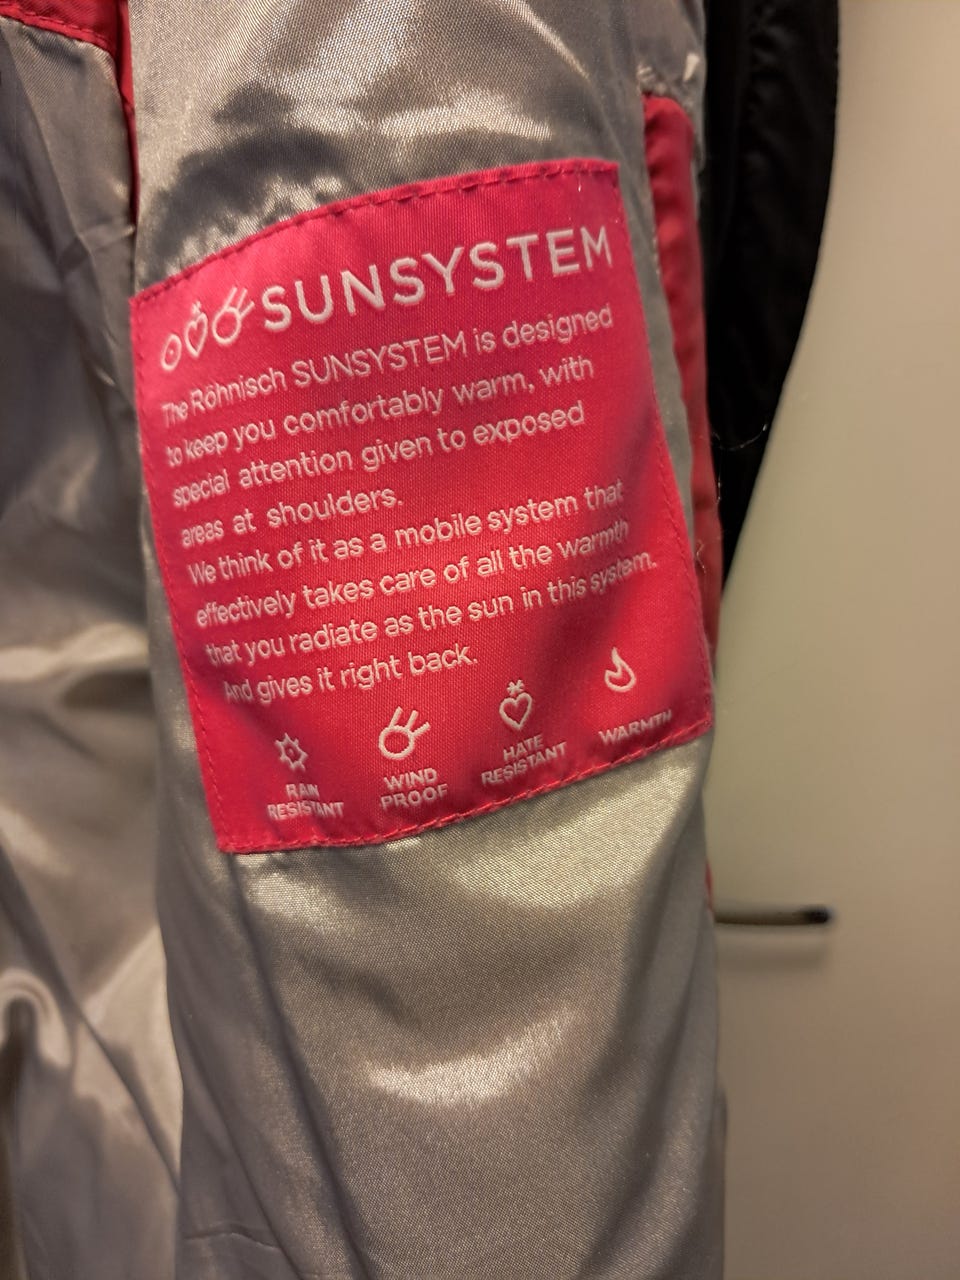 SUNSYSTEM
The Röhnisch SUNSYSTEM is designed
to keep you comfortably warm, with
special attention given to exposed
areas at shoulders.
We think of it as a mobile system that
effectively takes care of all the warmth
that you radiate as the sun in this system.
And gives it right back.
RAIN
RESISTANT
WIND
PROOF
HATE
RESISTANT
WARMTH